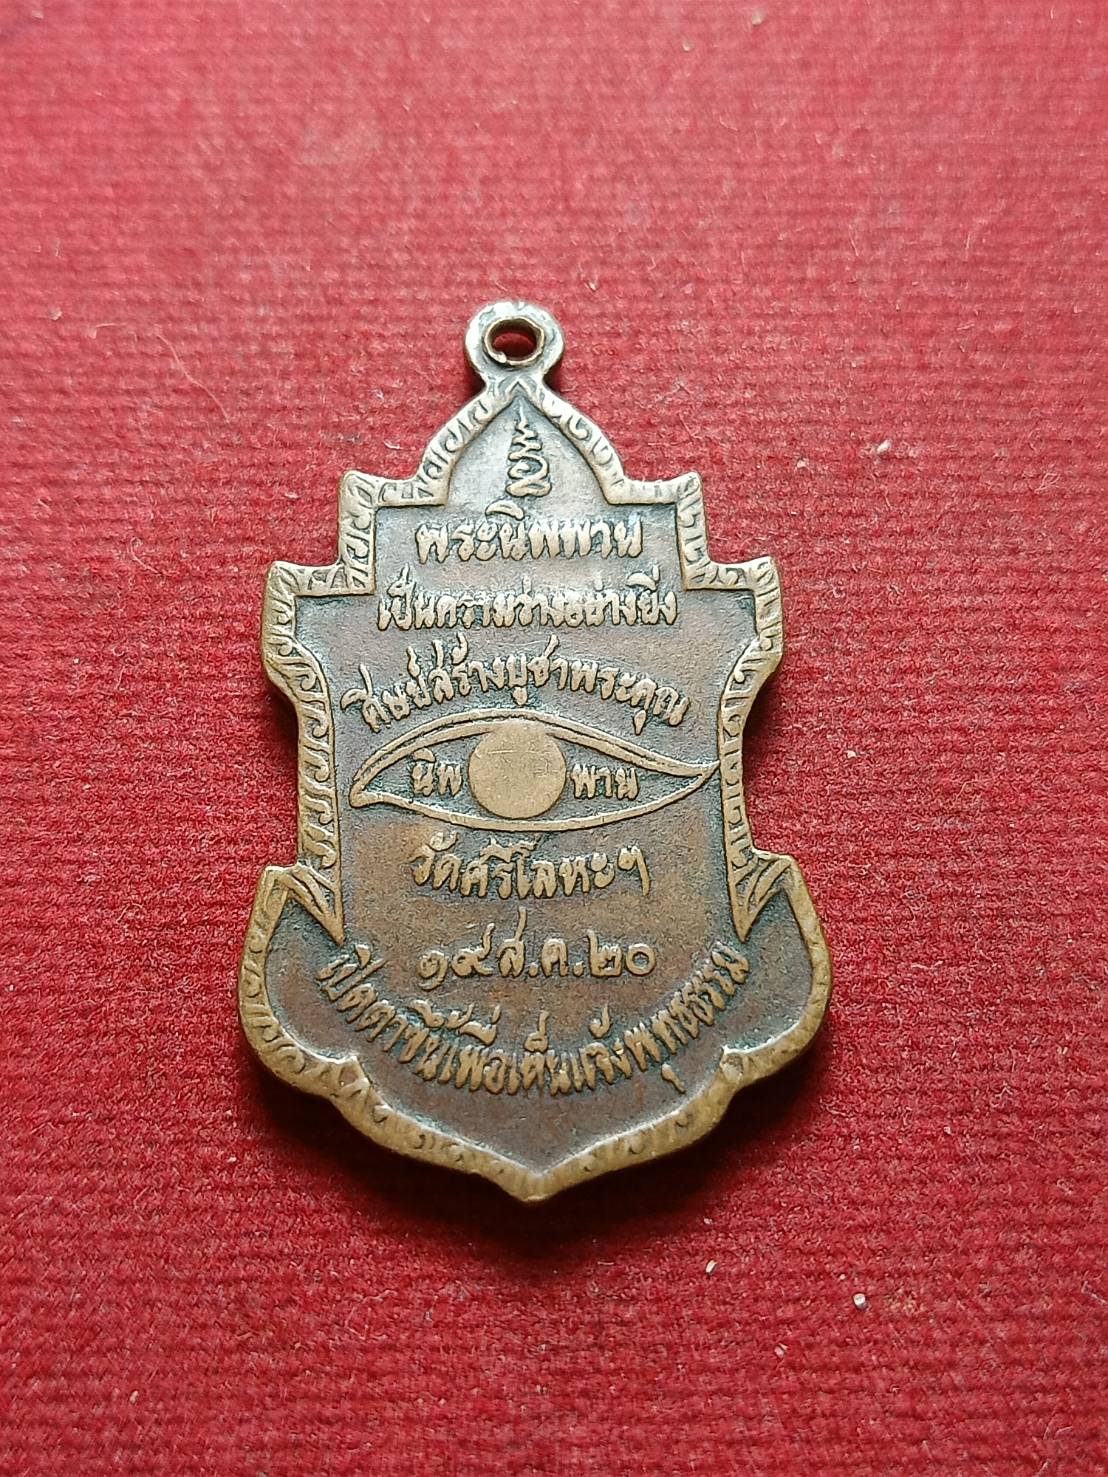 พระนิพพาน
เป็นความว่างอย่างยิ่ง
ศิษย์สร้างบูชาพระคุณ
นิพ พาน
วัดศรีโลหะฯ
๑๙ ส.ค. ๒๐
เปิดตาขึ้นเพื่อเห็นแจ้งพุทธธรรม